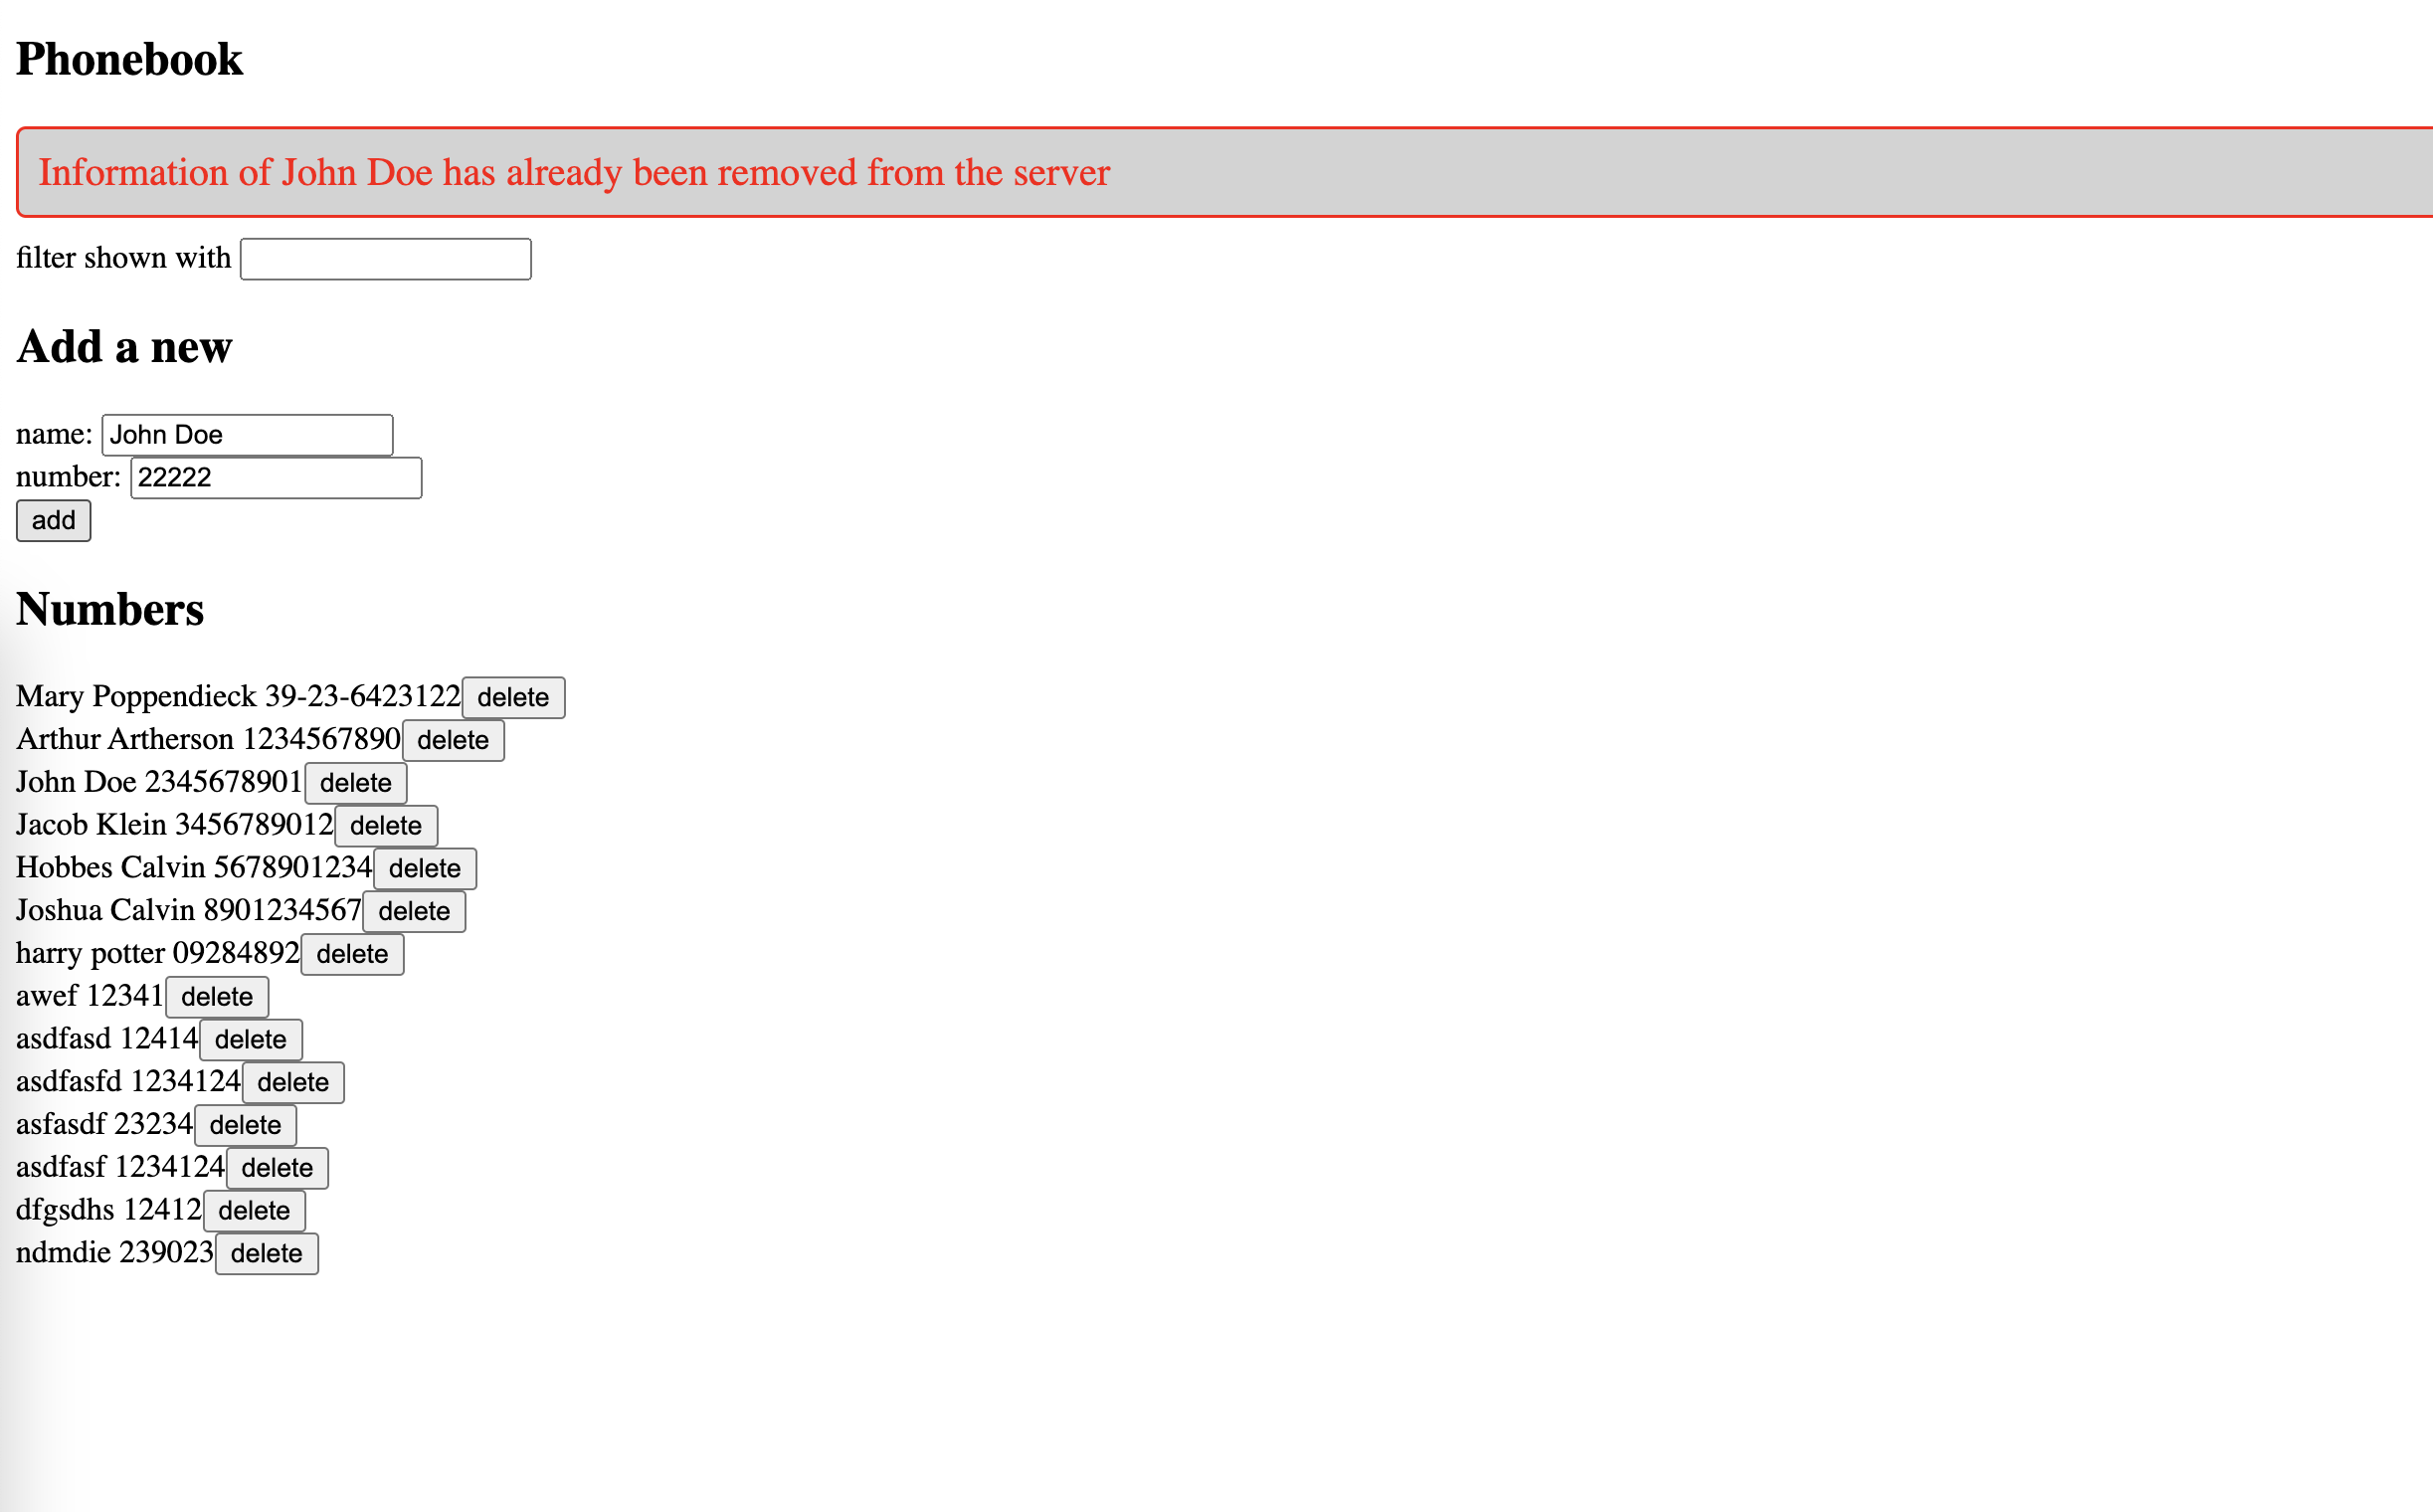 Phonebook
Information of John Doe has already been removed from the server
filter shown with
Add a new
name: John Doe
number: 22222
add
Numbers
Mary Poppendieck 39-23-6423122 delete
Arthur Artherson 1234567890 delete
John Doe 2345678901 delete
Jacob Klein 3456789012 delete
Hobbes Calvin 5678901234 delete
Joshua Calvin 8901234567 delete
harry potter 09284892 delete
awef 12341 delete
asdfasd 12414 delete
asdfasfd 1234124 delete
asfasdf 23234 delete
asdfasf 1234124 delete
dfgsdhs 12412 delete
ndmdie 239023 delete